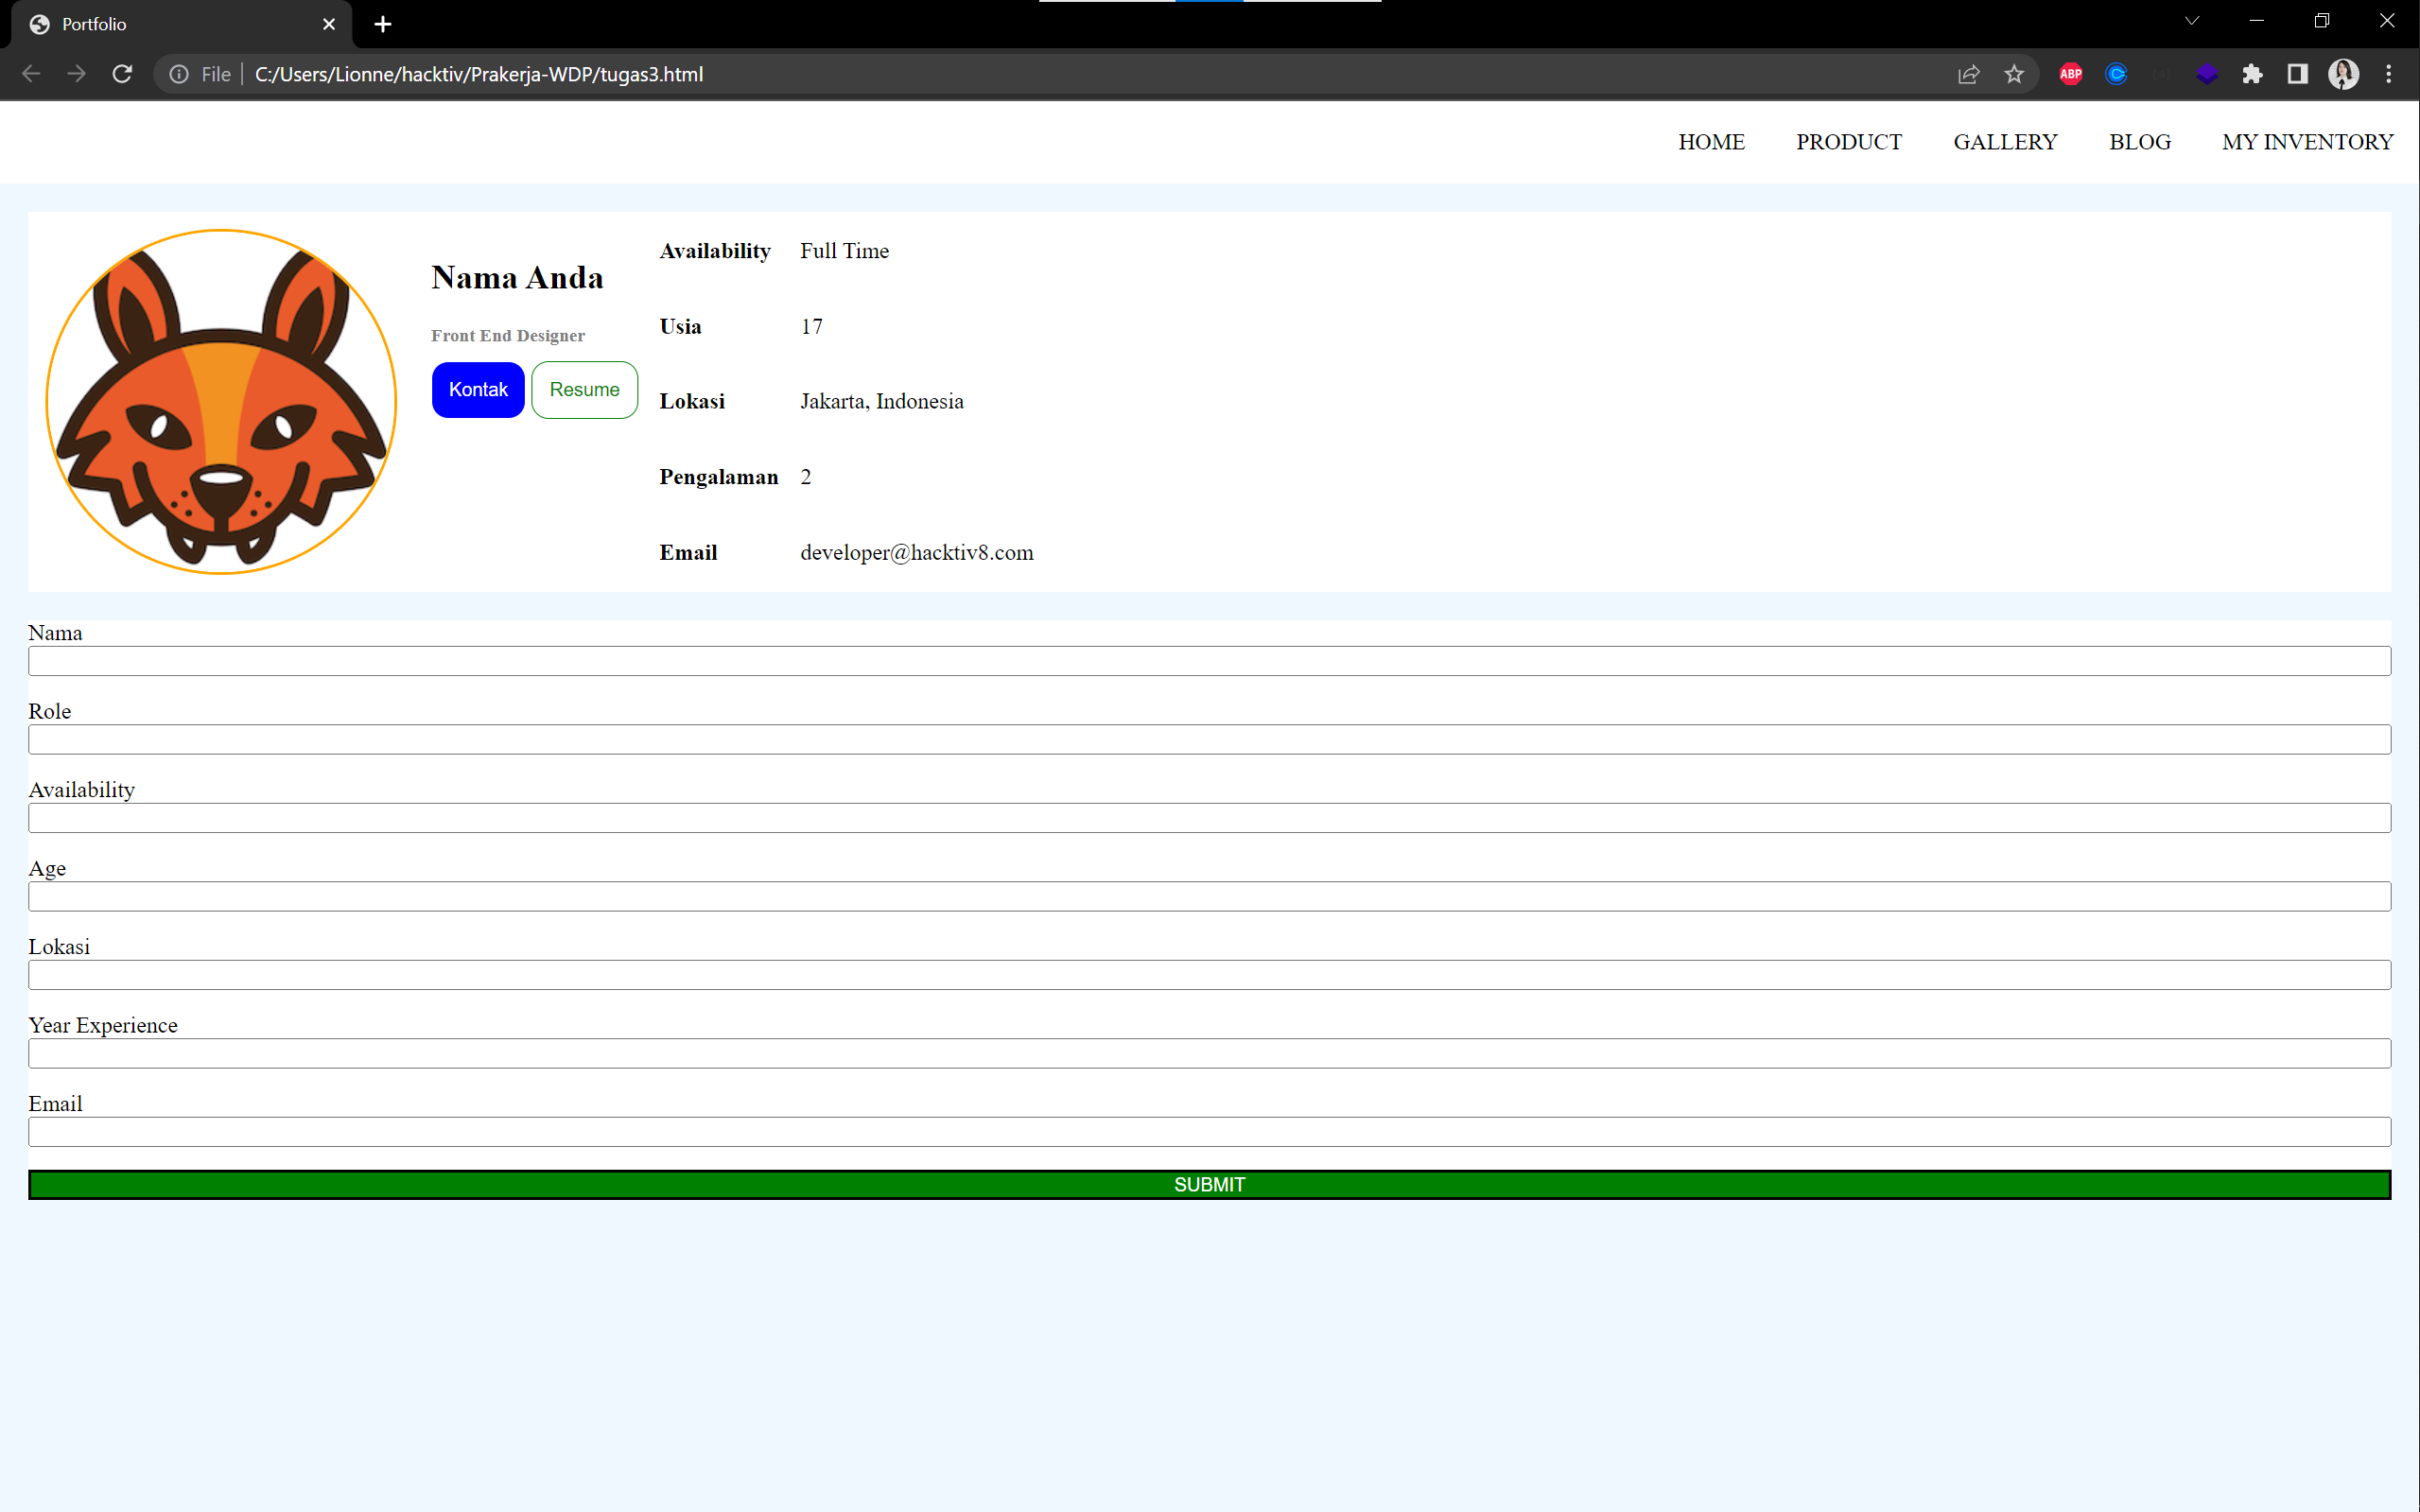 Portfolio
File C:/Users/Lionne/hacktiv/Prakerja-WDP/tugas3.html
ABP
HOME PRODUCT GALLERY BLOG MY INVENTORY
Nama Anda
Front End Designer
Kontak Resume
Availability Full Time
Usia 17
Lokasi Jakarta, Indonesia
Pengalaman 2
Email developer@hacktiv8.com
Nama
Role
Availability
Age
Lokasi
Year Experience
Email
SUBMIT